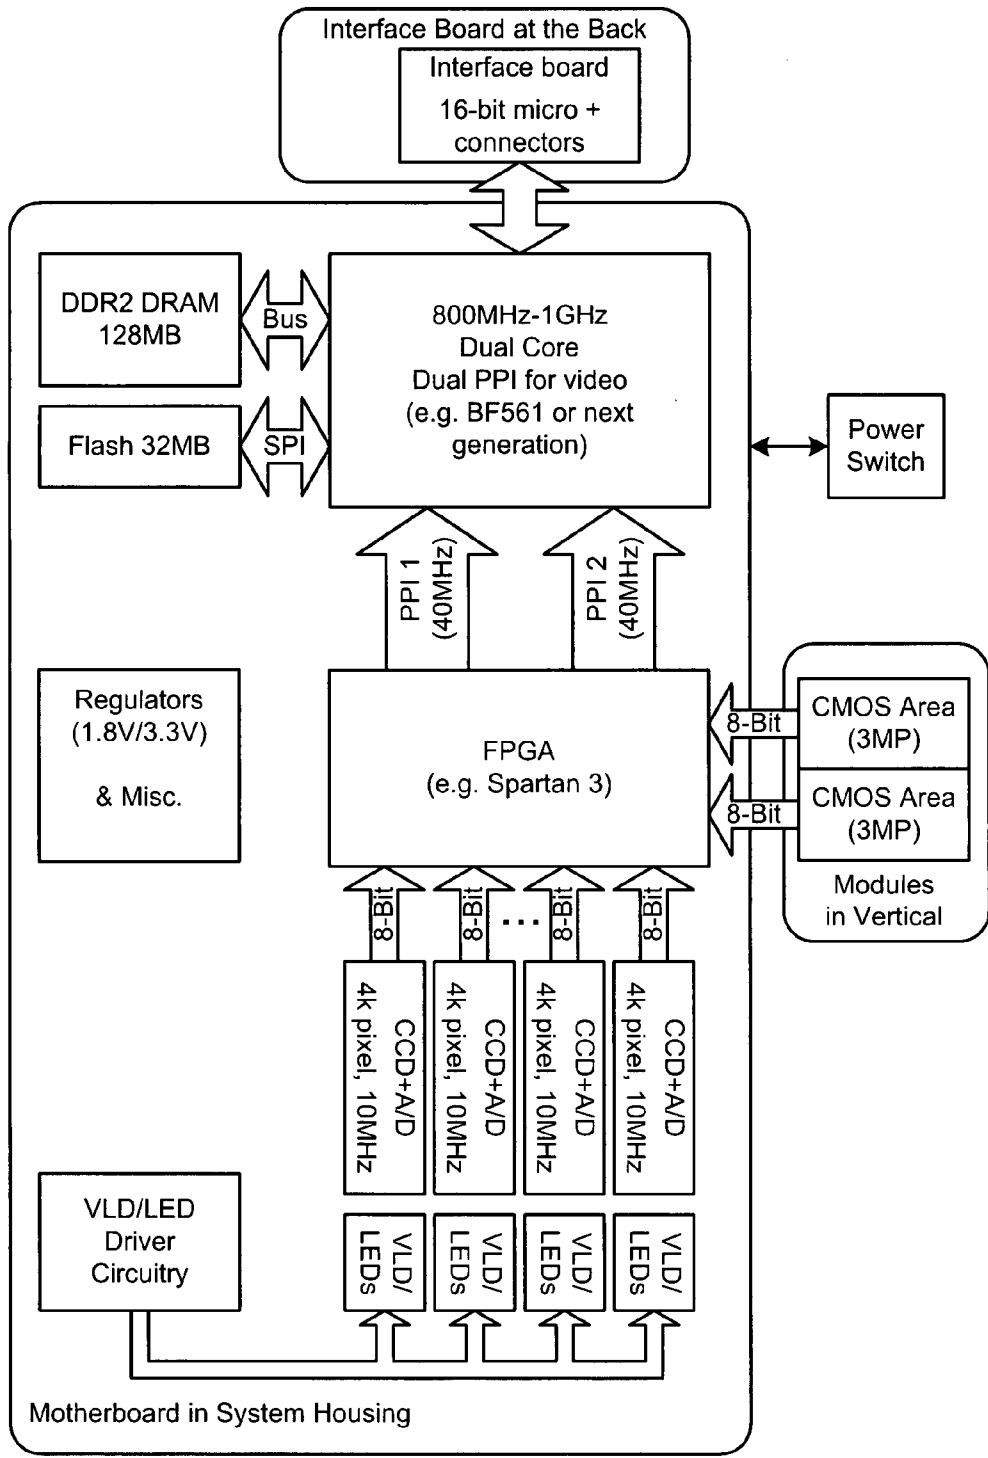 Interface Board at the Back
Interface board
16-bit micro +
connectors
DDR2 DRAM
128MB
Bus
800MHz-1GHz
Dual Core
Dual PPI for video
(e.g. BF561 or next
generation)
Flash 32MB
SPI
Power
Switch
PPI 1
(40MHz)
PPI 2
(40MHz)
Regulators
(1.8V/3.3V)
& Misc.
FPGA
(e.g. Spartan 3)
8-Bit
CMOS Area
(3MP)
8-Bit
CMOS Area
(3MP)
Modules
in Vertical
8-Bit
8-Bit
...
8-Bit
8-Bit
CCD+A/D
4k pixel, 10MHz
CCD+A/D
4k pixel, 10MHz
CCD+A/D
4k pixel, 10MHz
CCD+A/D
4k pixel, 10MHz
VLD/LED
Driver
Circuitry
VLD/
LEDs
VLD/
LEDs
VLD/
LEDs
VLD/
LEDs
Motherboard in System Housing